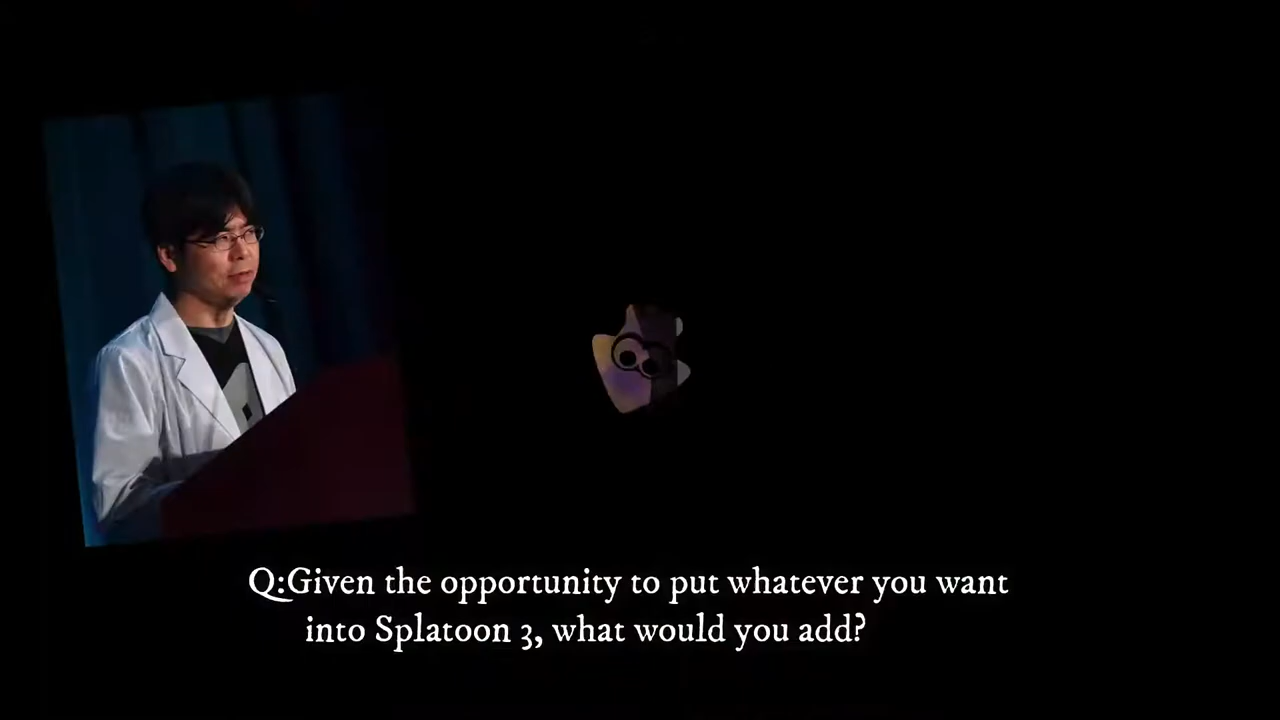 Q:Given the opportunity to put whatever you want
into Splatoon 3, what would you add?